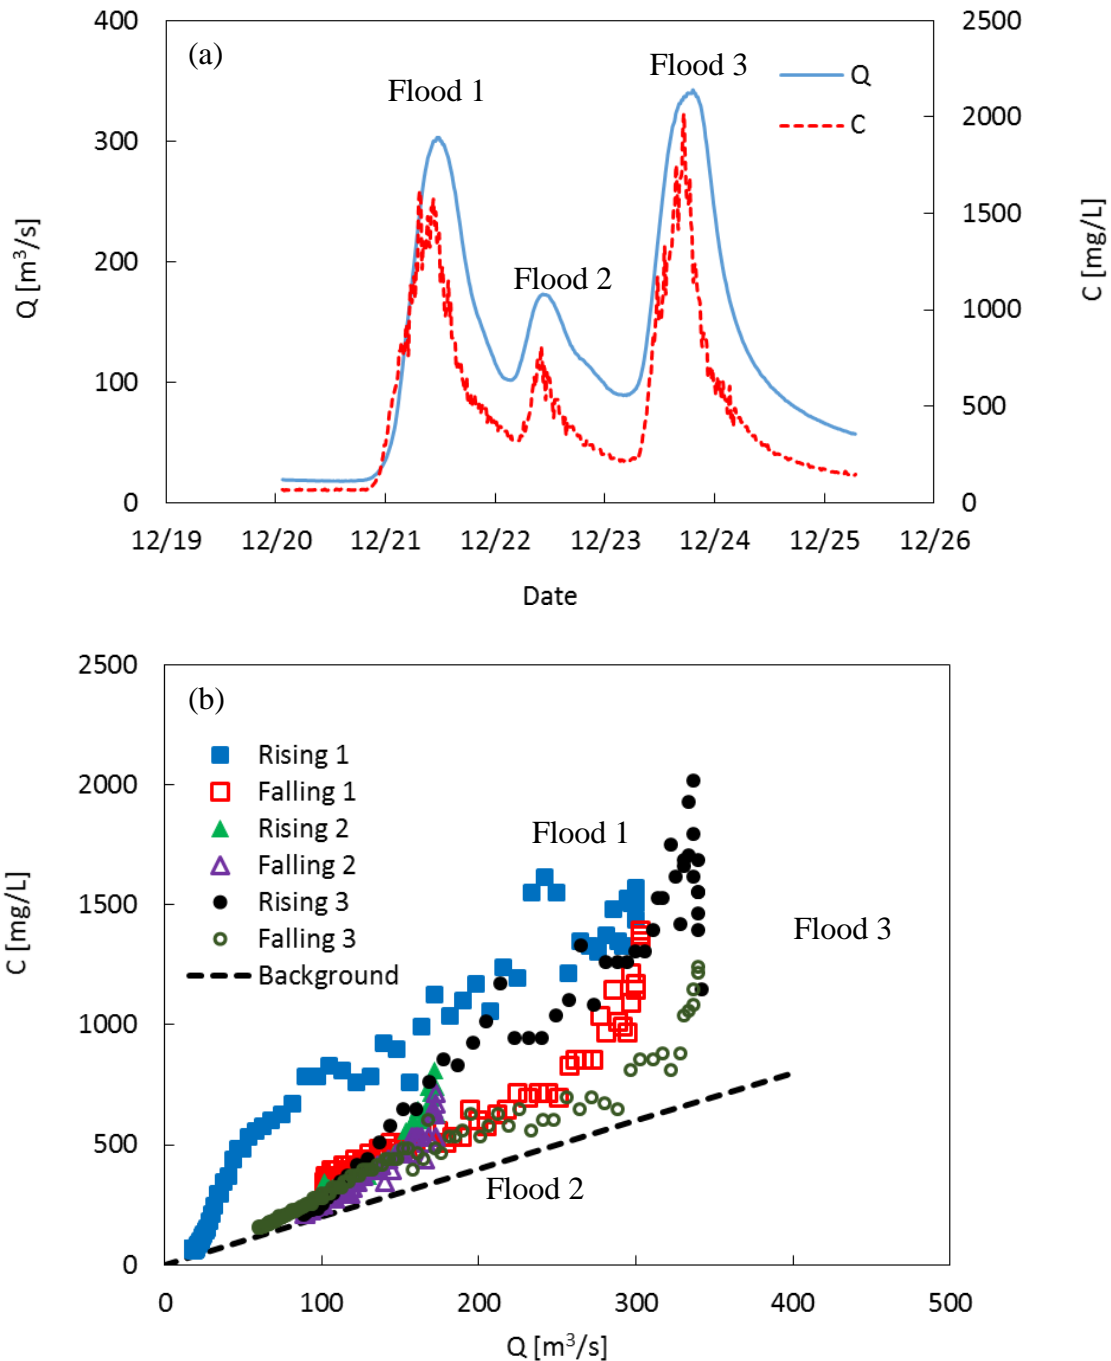 400
2500
(a)
Flood 3
Q
Flood 1
2000
C
300
1500
Q [m³/s]
C [mg/L]
200
Flood 2
1000
100
500
0
0
12/19
12/20
12/21
12/22
12/23
12/24
12/25
12/26
Date
2500
(b)
Rising 1
2000
Falling 1
Rising 2
Flood 1
Falling 2
1500
Rising 3
Falling 3
Flood 3
C [mg/L]
Background
1000
500
Flood 2
0
0
100
200
300
400
500
Q [m³/s]